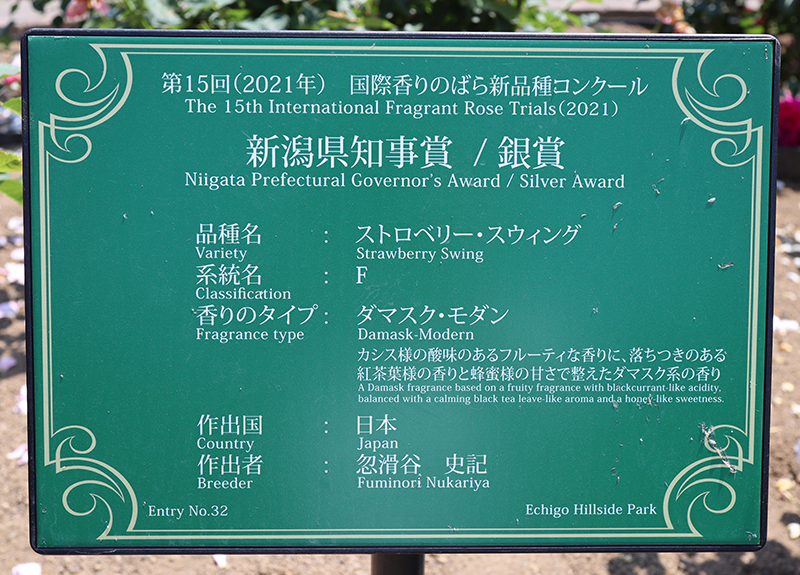 第15回(2021年)　国際香りのばら新品種コンクール
The 15th International Fragrant Rose Trials(2021)
新潟県知事賞 / 銀賞
Niigata Prefectural Governor's Award / Silver Award
品種名 : ストロベリー・スウィング
Variety Strawberry Swing
系統名 : F
Classification
香りのタイプ : ダマスク・モダン
Fragrance type Damask-Modern
カシス様の酸味のあるフルーティな香りに、落ちつきのある
紅茶葉様の香りと蜂蜜様の甘さで整えたダマスク系の香り
A Damask fragrance based on a fruity fragrance with blackcurrant-like acidity,
balanced with a calming black tea leave-like aroma and a honey-like sweetness.
作出国 : 日本
Country Japan
作出者 : 忽滑谷　史記
Breeder Fuminori Nukariya
Entry No.32 Echigo Hillside Park